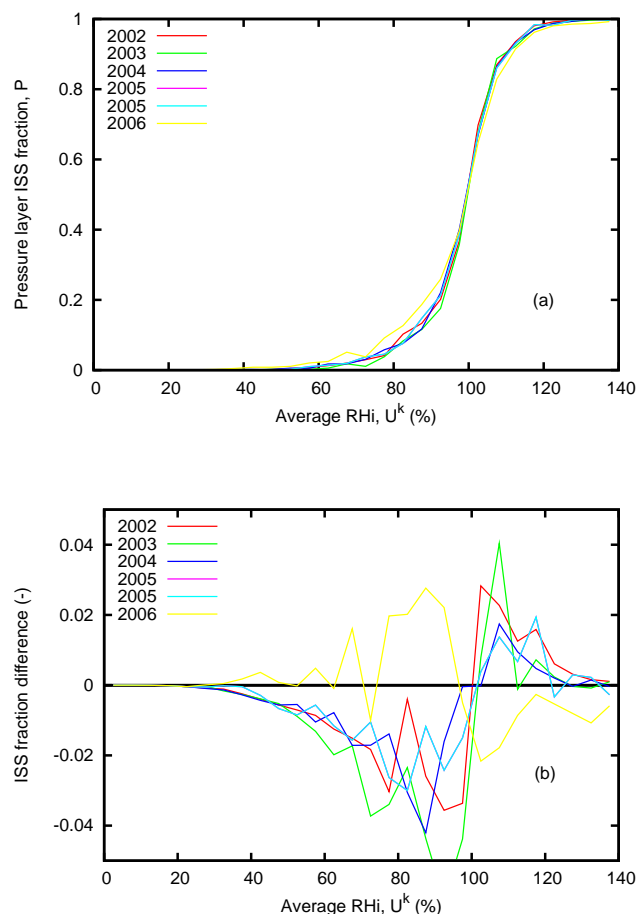 1
0.8
0.6
0.4
0.2
0
Pressure layer ISS fraction, P
2002
2003
2004
2005
2005
2006
(a)
0 20 40 60 80 100 120 140
Average RHi, U^k (%)
0.04
0.02
0
-0.02
-0.04
ISS fraction difference (-)
2002
2003
2004
2005
2005
2006
(b)
0 20 40 60 80 100 120 140
Average RHi, U^k (%)